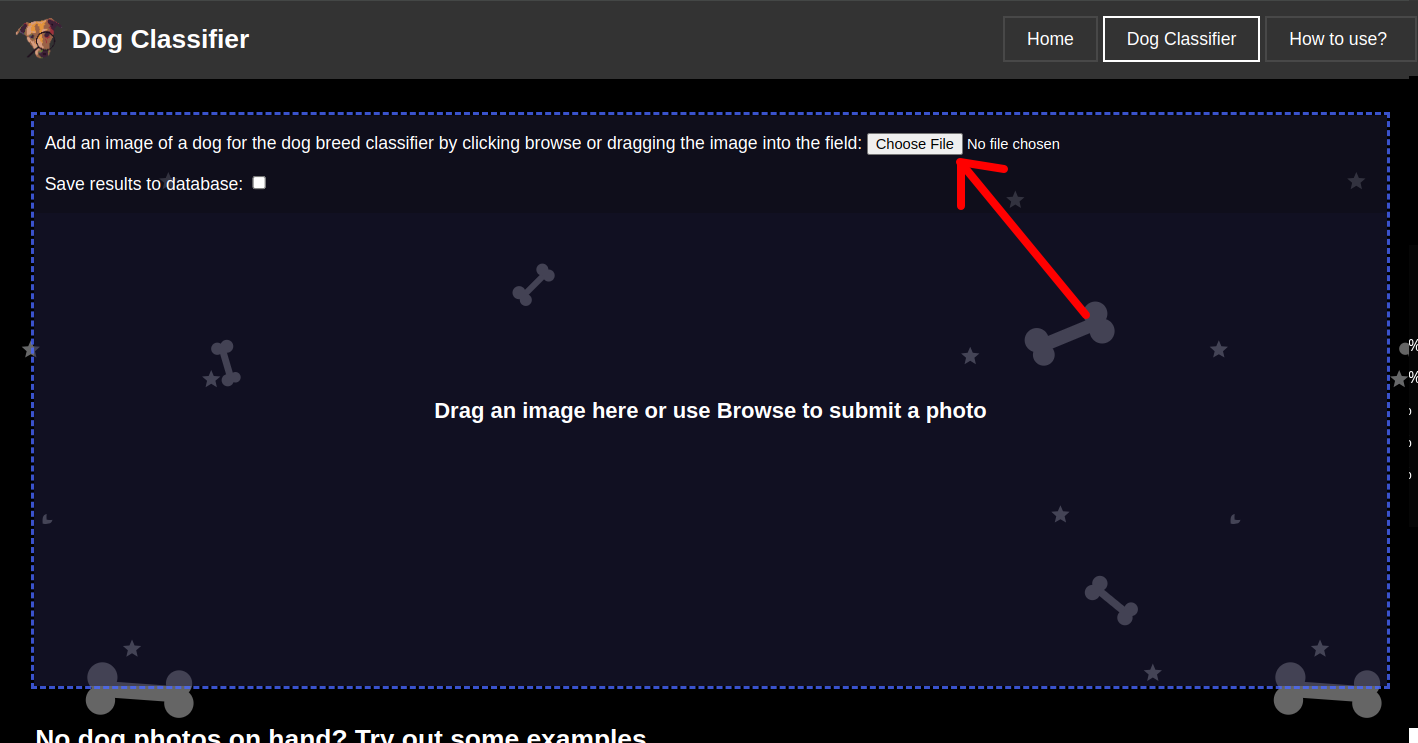 Dog Classifier
Home
Dog Classifier
How to use?
Add an image of a dog for the dog breed classifier by clicking browse or dragging the image into the field: Choose File No file chosen
Save results to database:
%
%
Drag an image here or use Browse to submit a photo
No dog photos on hand? Try out some examples